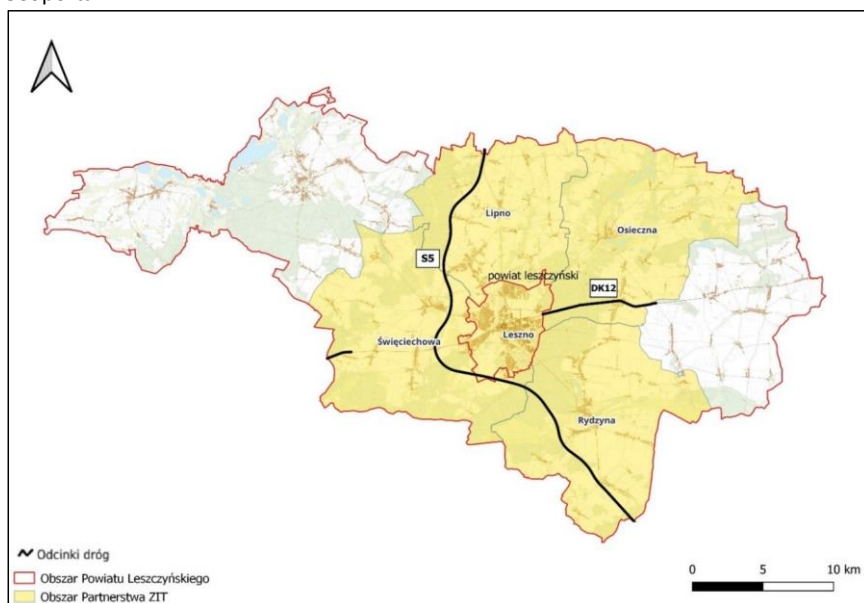 Lipno
Osieczna
S5
powiat leszczyński
DK12
Leszno
Święciechowa
Rydzyna
Odcinki dróg
Obszar Powiatu Leszczyńskiego
Obszar Partnerstwa ZIT
0 5 10 km